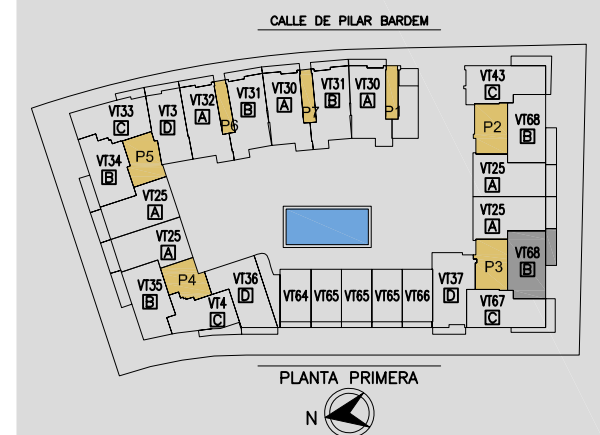 CALLE DE PILAR BARDEM
VT33
C
VT3
D
VT32
A
P6
VT31
B
VT30
A
P7
VT31
B
VT30
A
P1
VT43
C
P2
VT68
B
VT34
B
P5
VT25
A
VT25
A
VT25
A
VT25
A
VT35
B
P4
VT4
C
VT36
D
VT64
VT65
VT65
VT65
VT66
VT37
D
P3
VT68
B
VT67
C
PLANTA PRIMERA
N